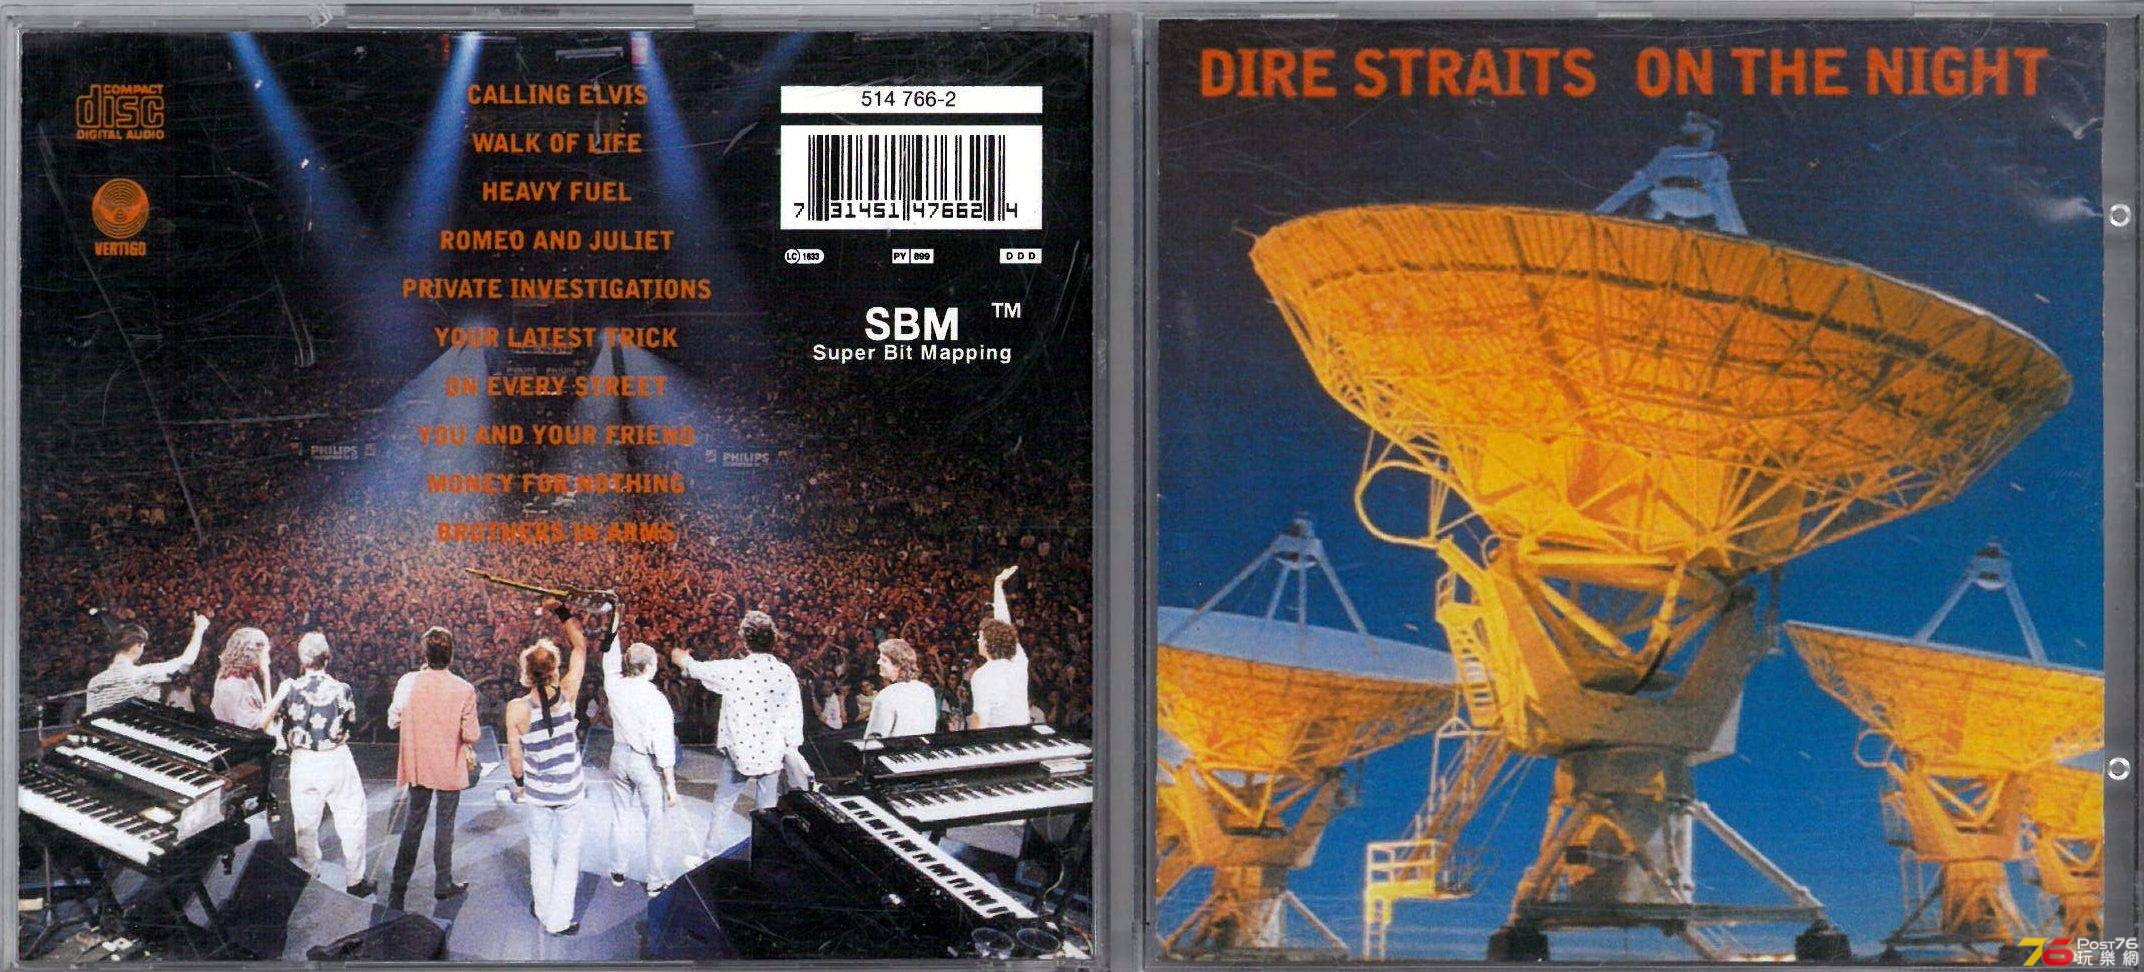 COMPACT
disc
DIGITAL AUDIO
VERTIGO
CALLING ELVIS
WALK OF LIFE
HEAVY FUEL
ROMEO AND JULIET
PRIVATE INVESTIGATIONS
YOUR LATEST TRICK
ON EVERY STREET
YOU AND YOUR FRIEND
MONEY FOR NOTHING
BROTHERS IN ARMS
514 766-2
7 31451 47662 4
LC 1633
PY 899
DDD
SBM TM
Super Bit Mapping
PHILIPS
PHILIPS
DIRE STRAITS ON THE NIGHT
76 POST76
玩樂網